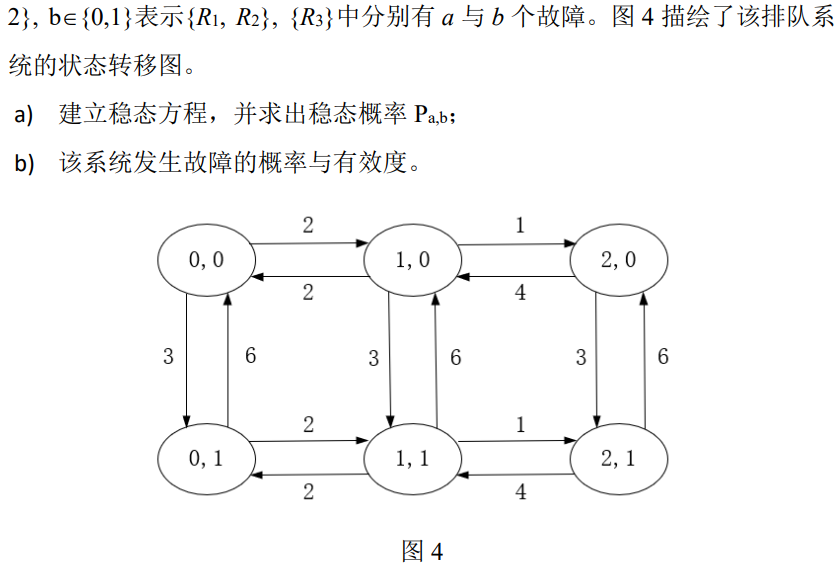 2}, b∈{0,1}表示{R1, R2}, {R3}中分别有 a 与 b 个故障。图 4 描绘了该排队系
统的状态转移图。
a) 建立稳态方程，并求出稳态概率 Pa,b；
b) 该系统发生故障的概率与有效度。
2 1
0, 0 1, 0 2, 0
2 4
3 6 3 6 3 6
2 1
0, 1 1, 1 2, 1
2 4
图 4